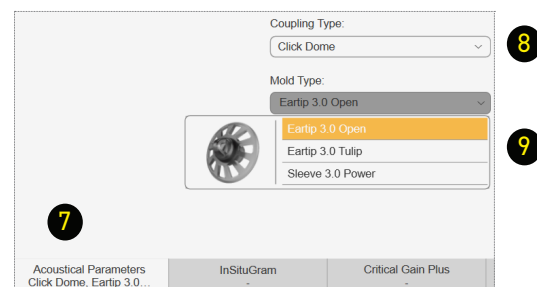 Coupling Type:
Click Dome
8
Mold Type:
Eartip 3.0 Open
Eartip 3.0 Open
9
Eartip 3.0 Tulip
Sleeve 3.0 Power
7
Acoustical Parameters
Click Dome, Eartip 3.0...
InSituGram
-
Critical Gain Plus
-